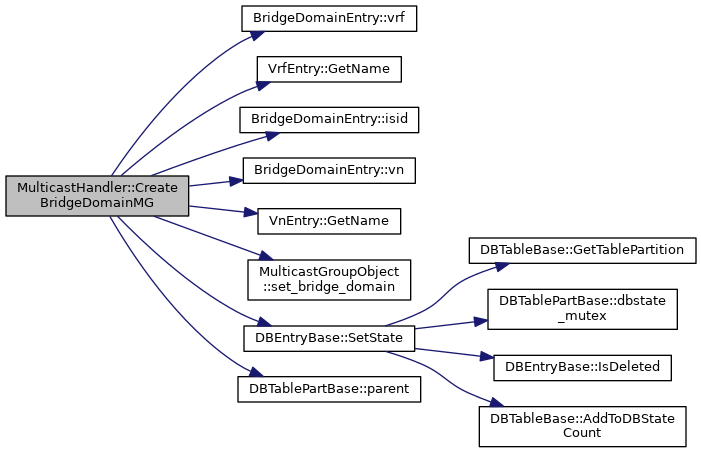 MulticastHandler::Create
BridgeDomainMG
BridgeDomainEntry::vrf
VrfEntry::GetName
BridgeDomainEntry::isid
BridgeDomainEntry::vn
VnEntry::GetName
MulticastGroupObject
::set_bridge_domain
DBEntryBase::SetState
DBTablePartBase::parent
DBTableBase::GetTablePartition
DBTablePartBase::dbstate
_mutex
DBEntryBase::IsDeleted
DBTableBase::AddToDBState
Count